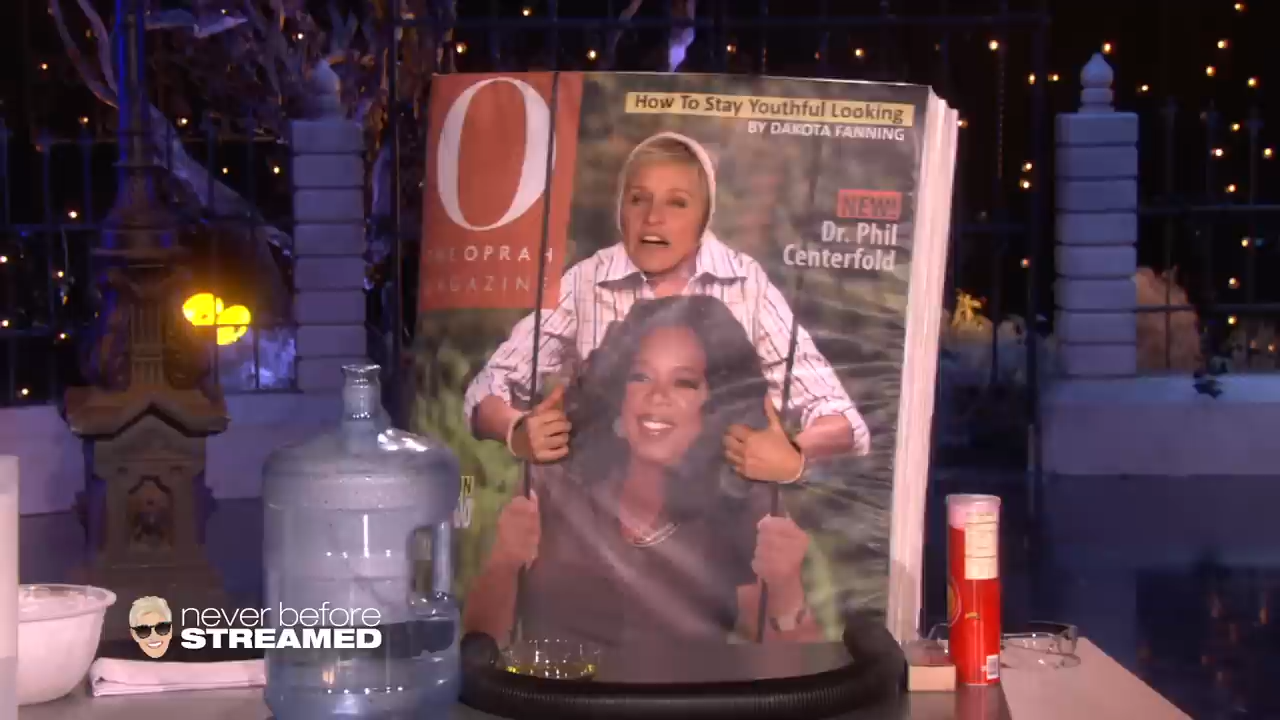 How To Stay Youthful Looking
BY DAKOTA FANNING
O
THE OPRAH
MAGAZINE
NEW!
Dr. Phil
Centerfold
never before
STREAMED